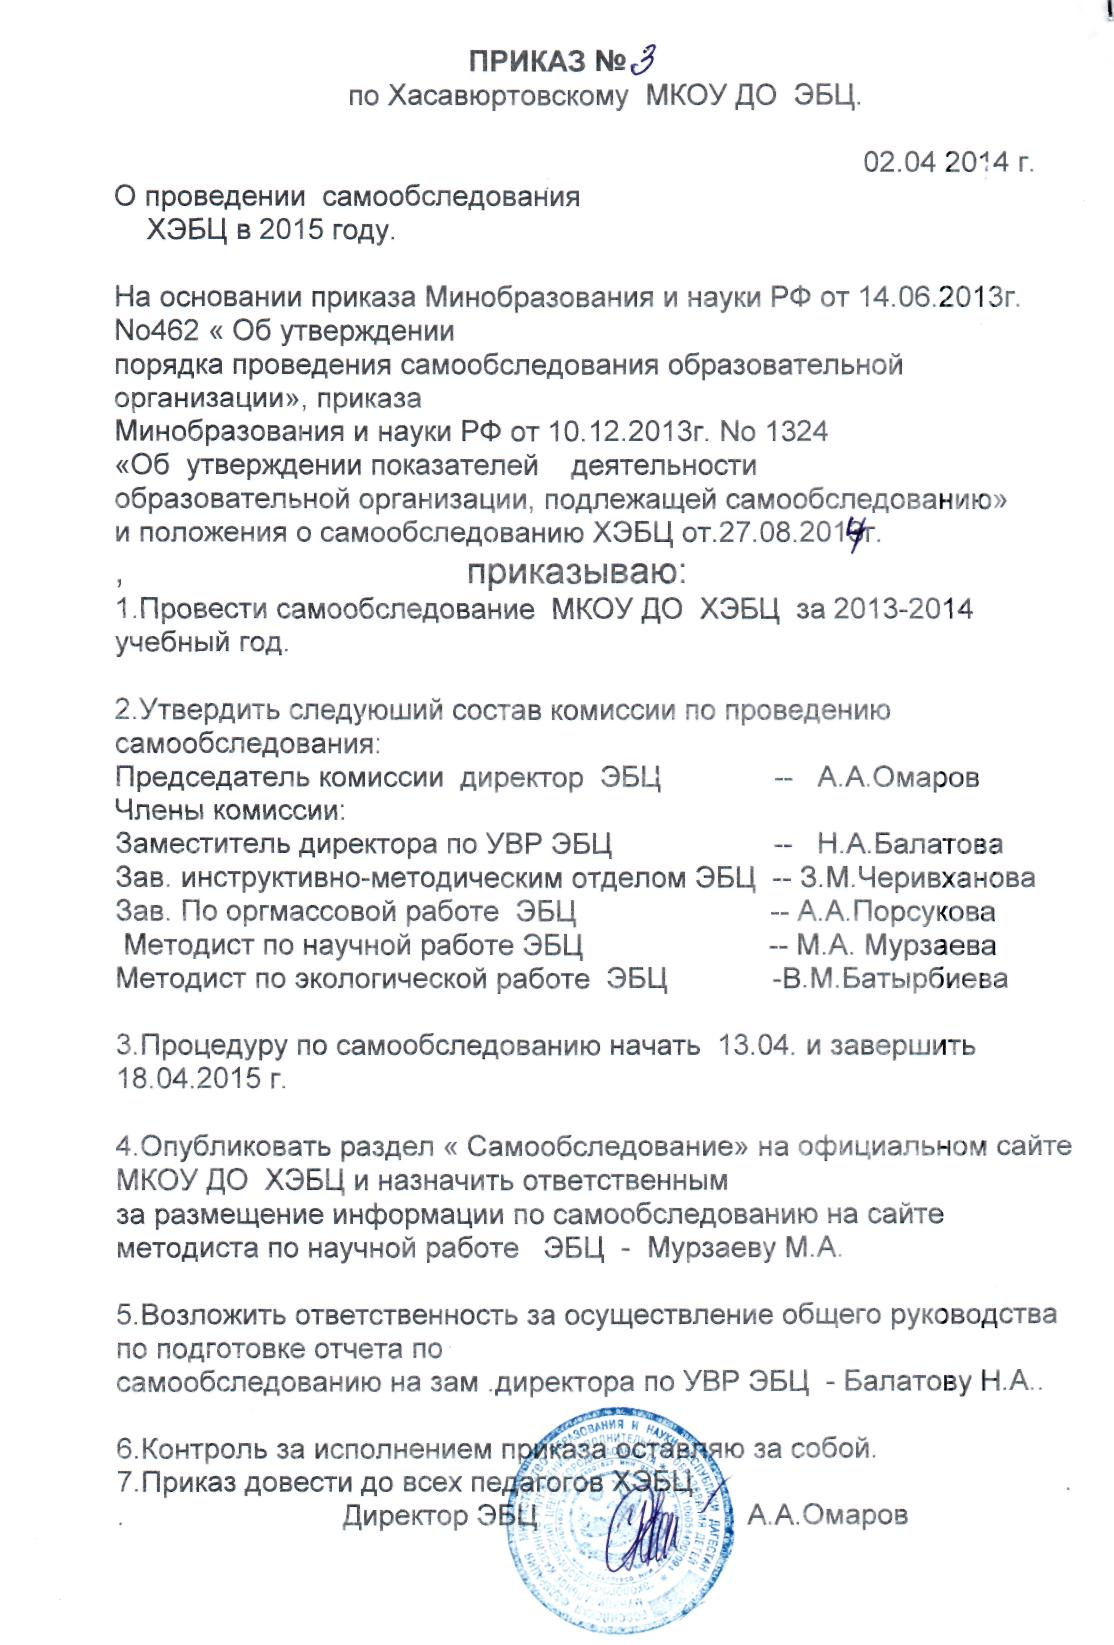 ПРИКАЗ №3
по Хасавюртовскому МКОУ ДО ЭБЦ.
02.04 2014 г.
О проведении самообследования
ХЭБЦ в 2015 году.
На основании приказа Минобразования и науки РФ от 14.06.2013г.
No462 « Об утверждении
порядка проведения самообследования образовательной
организации», приказа
Минобразования и науки РФ от 10.12.2013г. No 1324
«Об утверждении показателей деятельности
образовательной организации, подлежащей самообследованию»
и положения о самообследованию ХЭБЦ от.27.08.2014г.
, приказываю:
1.Провести самообследование МКОУ ДО ХЭБЦ за 2013-2014
учебный год.
2.Утвердить следуюший состав комиссии по проведению
самообследования:
Председатель комиссии директор ЭБЦ -- А.А.Омаров
Члены комиссии:
Заместитель директора по УВР ЭБЦ -- Н.А.Балатова
Зав. инструктивно-методическим отделом ЭБЦ -- З.М.Черивханова
Зав. По оргмассовой работе ЭБЦ -- А.А.Порсукова
Методист по научной работе ЭБЦ -- М.А. Мурзаева
Методист по экологической работе ЭБЦ -В.М.Батырбиева
3.Процедуру по самообследованию начать 13.04. и завершить
18.04.2015 г.
4.Опубликовать раздел « Самообследование» на официальном сайте
МКОУ ДО ХЭБЦ и назначить ответственным
за размещение информации по самообследованию на сайте
методиста по научной работе ЭБЦ - Мурзаеву М.А.
5.Возложить ответственность за осуществление общего руководства
по подготовке отчета по
самообследованию на зам .директора по УВР ЭБЦ - Балатову Н.А..
6.Контроль за исполнением приказа оставляю за собой.
7.Приказ довести до всех педагогов ХЭБЦ.
. Директор ЭБЦ А.А.Омаров